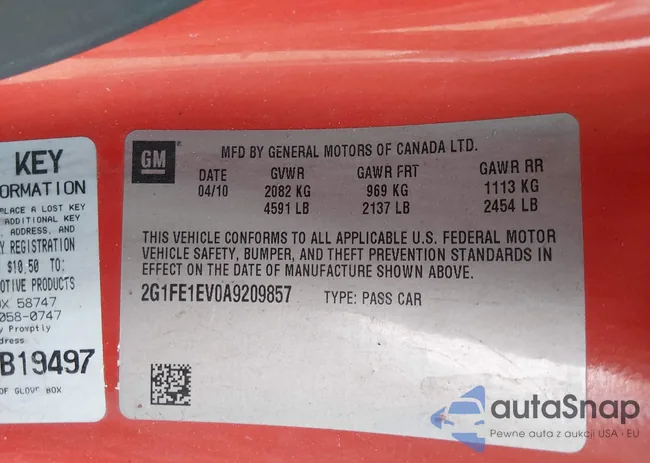 KEY
ORMATION
PLACE A LOST KEY
ADDITIONAL KEY
ADDRESS, AND
Y REGISTRATION
$10.50 TO:
OTIVE PRODUCTS
OX 58747
058-0747
y Promptly
dress
B19497
OF GLOVE BOX
GM
MFD BY GENERAL MOTORS OF CANADA LTD.
DATE GVWR GAWR FRT GAWR RR
04/10 2082 KG 969 KG 1113 KG
4591 LB 2137 LB 2454 LB
THIS VEHICLE CONFORMS TO ALL APPLICABLE U.S. FEDERAL MOTOR
VEHICLE SAFETY, BUMPER, AND THEFT PREVENTION STANDARDS IN
EFFECT ON THE DATE OF MANUFACTURE SHOWN ABOVE.
2G1FE1EV0A9209857 TYPE: PASS CAR
autaSnap
Pewne auta z aukcji USA · EU